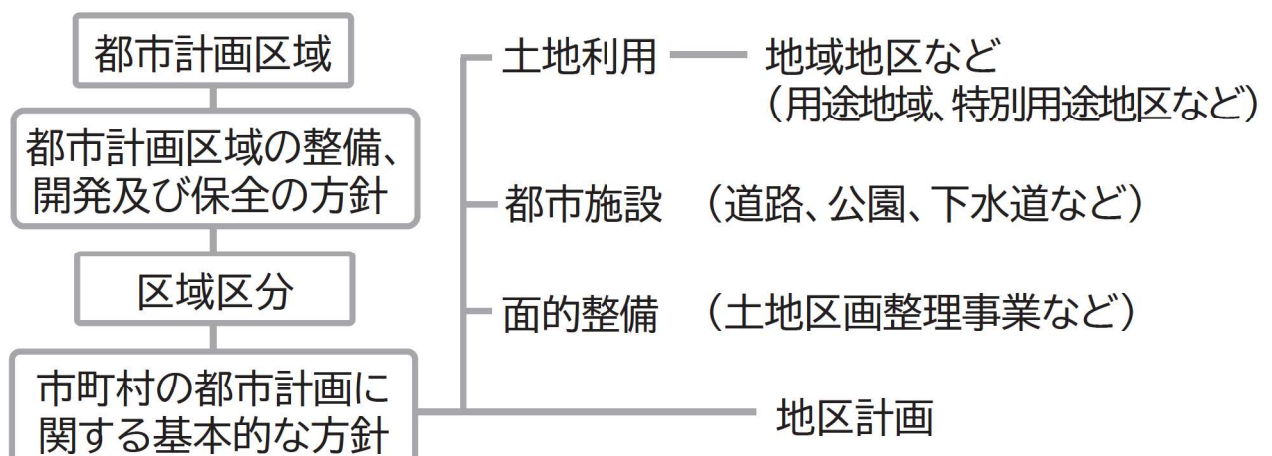 都市計画区域
都市計画区域の整備、
開発及び保全の方針
区域区分
市町村の都市計画に
関する基本的な方針
土地利用
地域地区など
（用途地域、特別用途地区など）
都市施設 （道路、公園、下水道など）
面的整備 （土地区画整理事業など）
地区計画